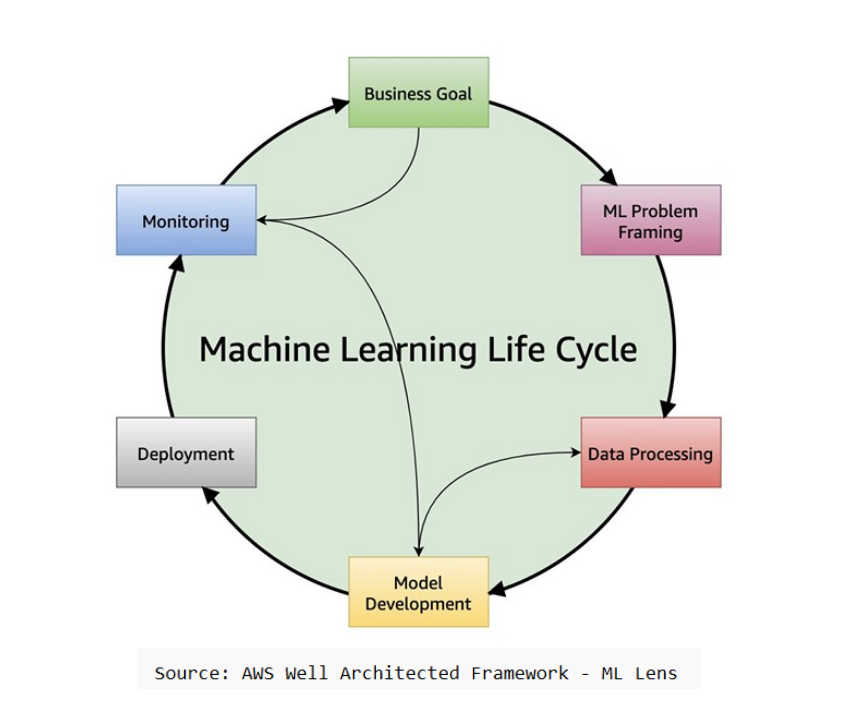 Business Goal
Monitoring
ML Problem
Framing
Machine Learning Life Cycle
Deployment
Data Processing
Model
Development
Source: AWS Well Architected Framework - ML Lens